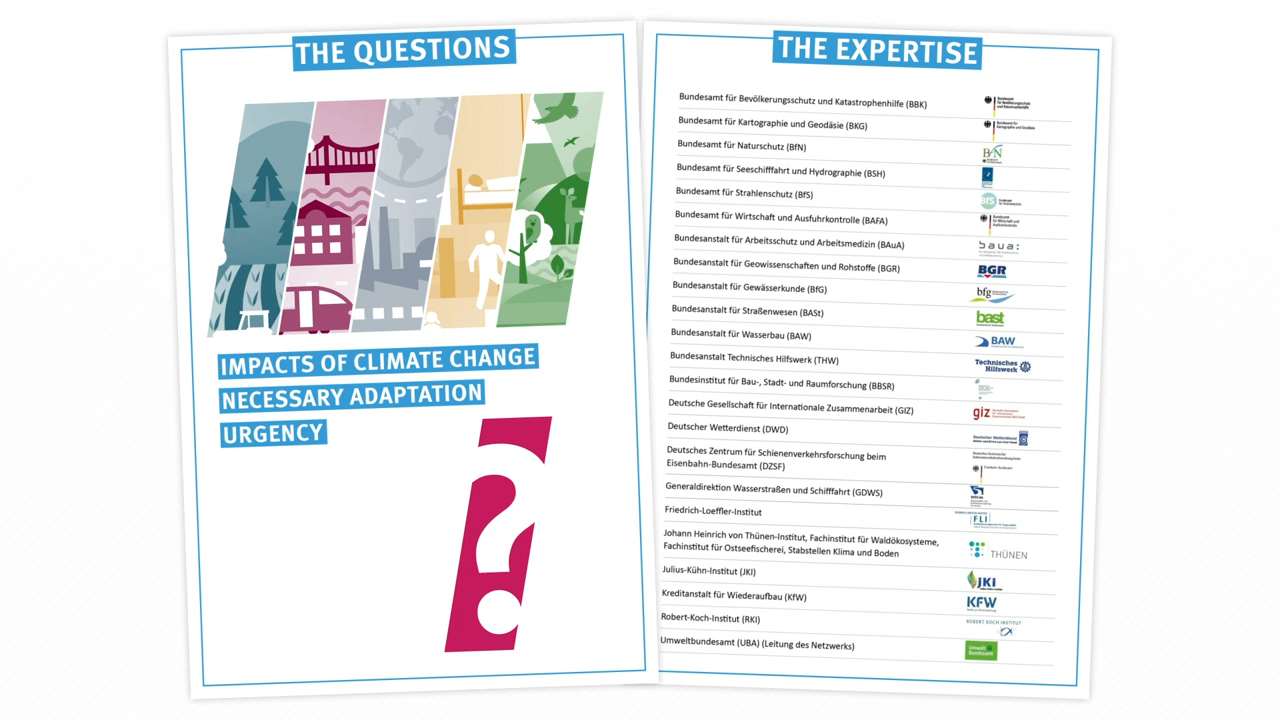 THE QUESTIONS
IMPACTS OF CLIMATE CHANGE
NECESSARY ADAPTATION
URGENCY
THE EXPERTISE
Bundesamt für Bevölkerungsschutz und Katastrophenhilfe (BBK)
Bundesamt für Kartographie und Geodäsie (BKG)
Bundesamt für Naturschutz (BfN)
BfN
Bundesamt für Seeschifffahrt und Hydrographie (BSH)
Bundesamt für Strahlenschutz (BfS)
BfS
Bundesamt für Wirtschaft und Ausfuhrkontrolle (BAFA)
Bundesanstalt für Arbeitsschutz und Arbeitsmedizin (BAuA)
baua:
Bundesanstalt für Geowissenschaften und Rohstoffe (BGR)
BGR
Bundesanstalt für Gewässerkunde (BfG)
bfg
Bundesanstalt für Straßenwesen (BASt)
bast
Bundesanstalt für Wasserbau (BAW)
BAW
Bundesanstalt Technisches Hilfswerk (THW)
Technisches
Hilfswerk
Bundesinstitut für Bau-, Stadt- und Raumforschung (BBSR)
Deutsche Gesellschaft für Internationale Zusammenarbeit (GIZ)
giz
Deutscher Wetterdienst (DWD)
Deutscher Wetterdienst
Deutsches Zentrum für Schienenverkehrsforschung beim
Eisenbahn-Bundesamt (DZSF)
Generaldirektion Wasserstraßen und Schifffahrt (GDWS)
Friedrich-Loeffler-Institut
FLI
Johann Heinrich von Thünen-Institut, Fachinstitut für Waldökosysteme,
Fachinstitut für Ostseefischerei, Stabstellen Klima und Boden
THÜNEN
Julius-Kühn-Institut (JKI)
JKI
Kreditanstalt für Wiederaufbau (KfW)
KFW
Robert-Koch-Institut (RKI)
ROBERT KOCH INSTITUT
Umweltbundesamt (UBA) (Leitung des Netzwerks)
Umwelt
Bundesamt